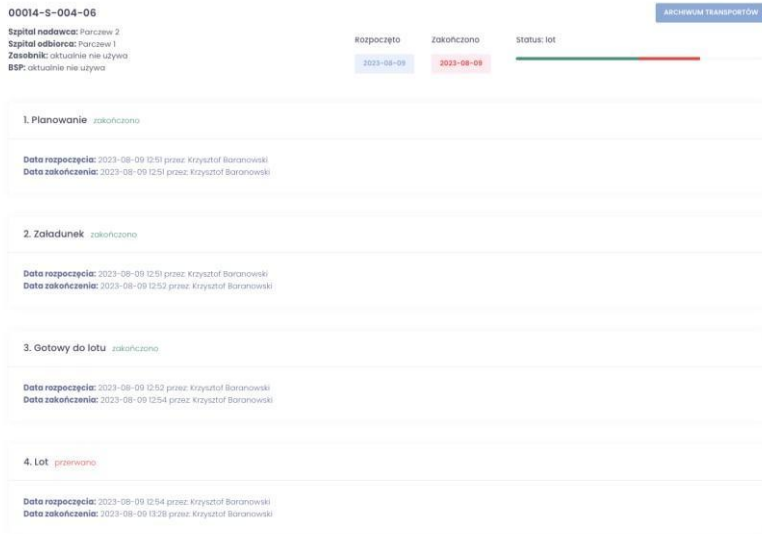 00014-S-004-06
ARCHIWUM TRANSPORTÓW
Szpital nadawca: Parczew 2
Szpital odbiorca: Parczew 1
Zasobnik: aktualnie nie używa
BSP: aktualnie nie używa
Rozpoczęto Zakończono Status: lot
2023-08-09 2023-08-09
1. Planowanie zakończono
Data rozpoczęcia: 2023-08-09 12:51 przez: Krzysztof Baranowski
Data zakończenia: 2023-08-09 12:51 przez: Krzysztof Baranowski
2. Załadunek zakończono
Data rozpoczęcia: 2023-08-09 12:51 przez: Krzysztof Baranowski
Data zakończenia: 2023-08-09 12:52 przez: Krzysztof Baranowski
3. Gotowy do lotu zakończono
Data rozpoczęcia: 2023-08-09 12:52 przez: Krzysztof Baranowski
Data zakończenia: 2023-08-09 12:54 przez: Krzysztof Baranowski
4. Lot przerwano
Data rozpoczęcia: 2023-08-09 12:54 przez: Krzysztof Baranowski
Data zakończenia: 2023-08-09 13:28 przez: Krzysztof Baranowski